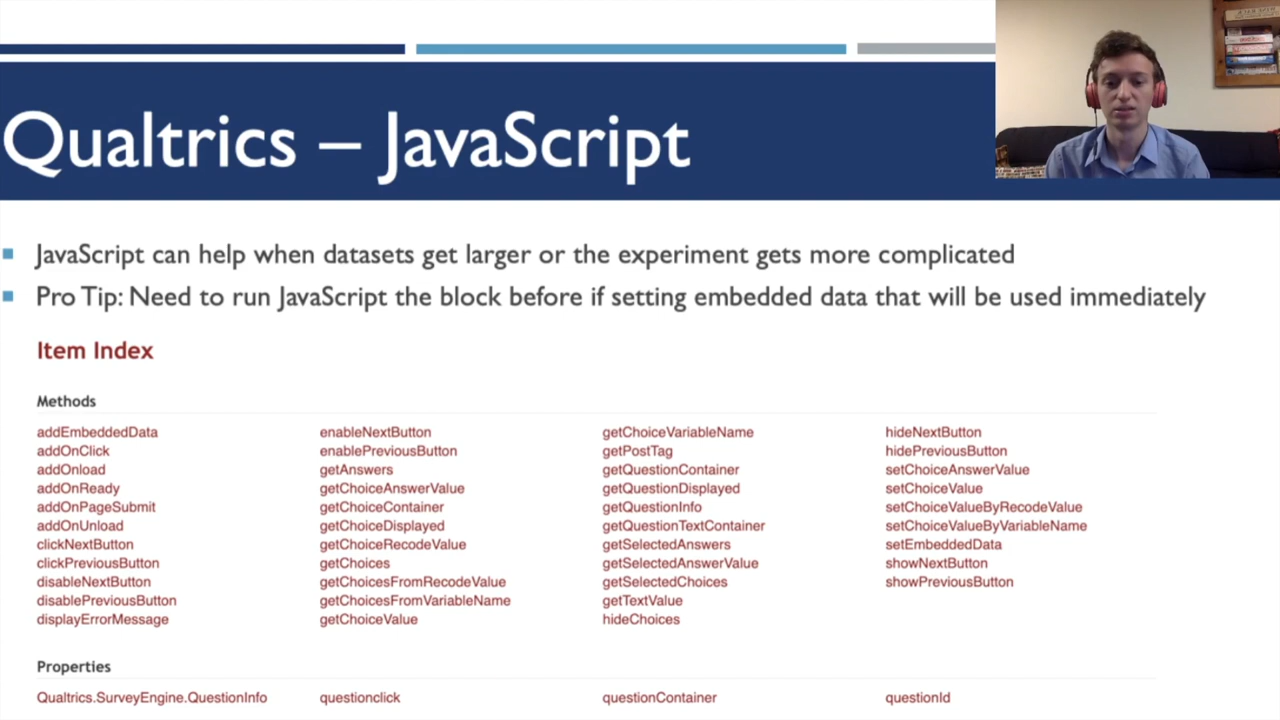 Qualtrics – JavaScript
JavaScript can help when datasets get larger or the experiment gets more complicated
Pro Tip: Need to run JavaScript the block before if setting embedded data that will be used immediately
Item Index
Methods
addEmbeddedData
addOnClick
addOnload
addOnReady
addOnPageSubmit
addOnUnload
clickNextButton
clickPreviousButton
disableNextButton
disablePreviousButton
displayErrorMessage
enableNextButton
enablePreviousButton
getAnswers
getChoiceAnswerValue
getChoiceContainer
getChoiceDisplayed
getChoiceRecodeValue
getChoices
getChoicesFromRecodeValue
getChoicesFromVariableName
getChoiceValue
getChoiceVariableName
getPostTag
getQuestionContainer
getQuestionDisplayed
getQuestionInfo
getQuestionTextContainer
getSelectedAnswers
getSelectedAnswerValue
getSelectedChoices
getTextValue
hideChoices
hideNextButton
hidePreviousButton
setChoiceAnswerValue
setChoiceValue
setChoiceValueByRecodeValue
setChoiceValueByVariableName
setEmbeddedData
showNextButton
showPreviousButton
Properties
Qualtrics.SurveyEngine.QuestionInfo
questionclick
questionContainer
questionId